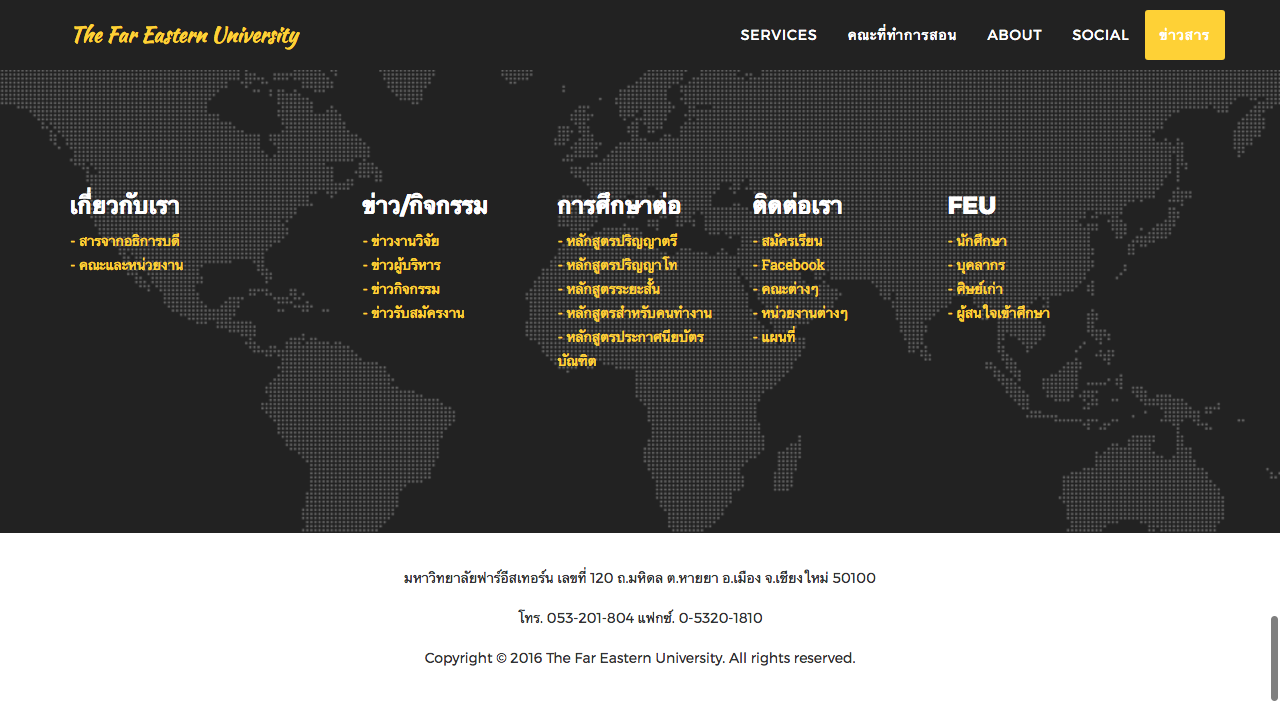 The Far Eastern University
SERVICES
คณะที่ทำการสอน
ABOUT
SOCIAL
ข่าวสาร
เกี่ยวกับเรา
- สารจากอธิการบดี
- คณะและหน่วยงาน
ข่าว/กิจกรรม
- ข่าวงานวิจัย
- ข่าวผู้บริหาร
- ข่าวกิจกรรม
- ข่าวรับสมัครงาน
การศึกษาต่อ
- หลักสูตรปริญญาตรี
- หลักสูตรปริญญาโท
- หลักสูตรระยะสั้น
- หลักสูตรสำหรับคนทำงาน
- หลักสูตรประกาศนียบัตร
บัณฑิต
ติดต่อเรา
- สมัครเรียน
- Facebook
- คณะต่างๆ
- หน่วยงานต่างๆ
- แผนที่
FEU
- นักศึกษา
- บุคลากร
- ศิษย์เก่า
- ผู้สนใจเข้าศึกษา
มหาวิทยาลัยฟาร์อีสเทอร์น เลขที่ 120 ถ.มหิดล ต.หายยา อ.เมือง จ.เชียงใหม่ 50100
โทร. 053-201-804 แฟกซ์. 0-5320-1810
Copyright © 2016 The Far Eastern University. All rights reserved.